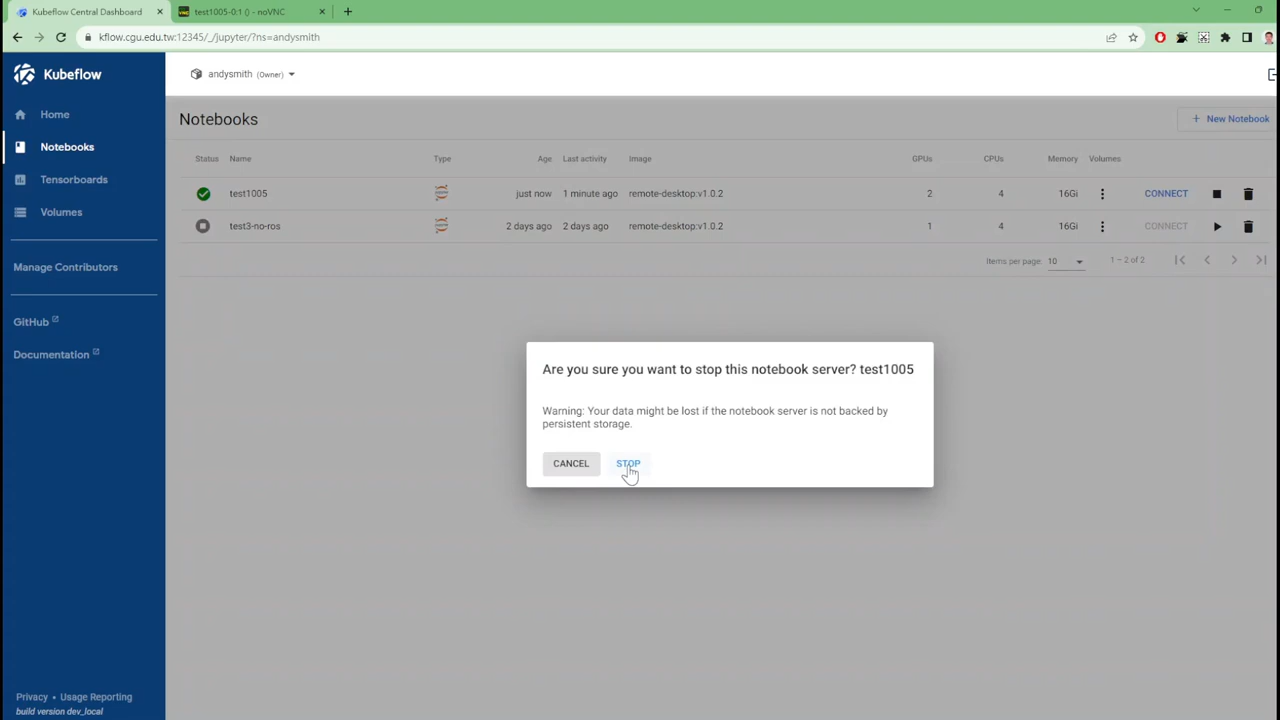 Kubeflow Central Dashboard
test1005-0:1 () - noVNC
kflow.cgu.edu.tw:12345/_/jupyter/?ns=andysmith
Kubeflow
andysmith (Owner)
Home
Notebooks
Tensorboards
Volumes
Manage Contributors
GitHub
Documentation
Privacy • Usage Reporting
build version dev_local
Notebooks
+ New Notebook
Status Name Type Age Last activity Image GPUs CPUs Memory Volumes
test1005 just now 1 minute ago remote-desktop:v1.0.2 2 4 16Gi CONNECT
test3-no-ros 2 days ago 2 days ago remote-desktop:v1.0.2 1 4 16Gi CONNECT
Items per page: 10 1 – 2 of 2
Are you sure you want to stop this notebook server? test1005
Warning: Your data might be lost if the notebook server is not backed by
persistent storage.
CANCEL STOP